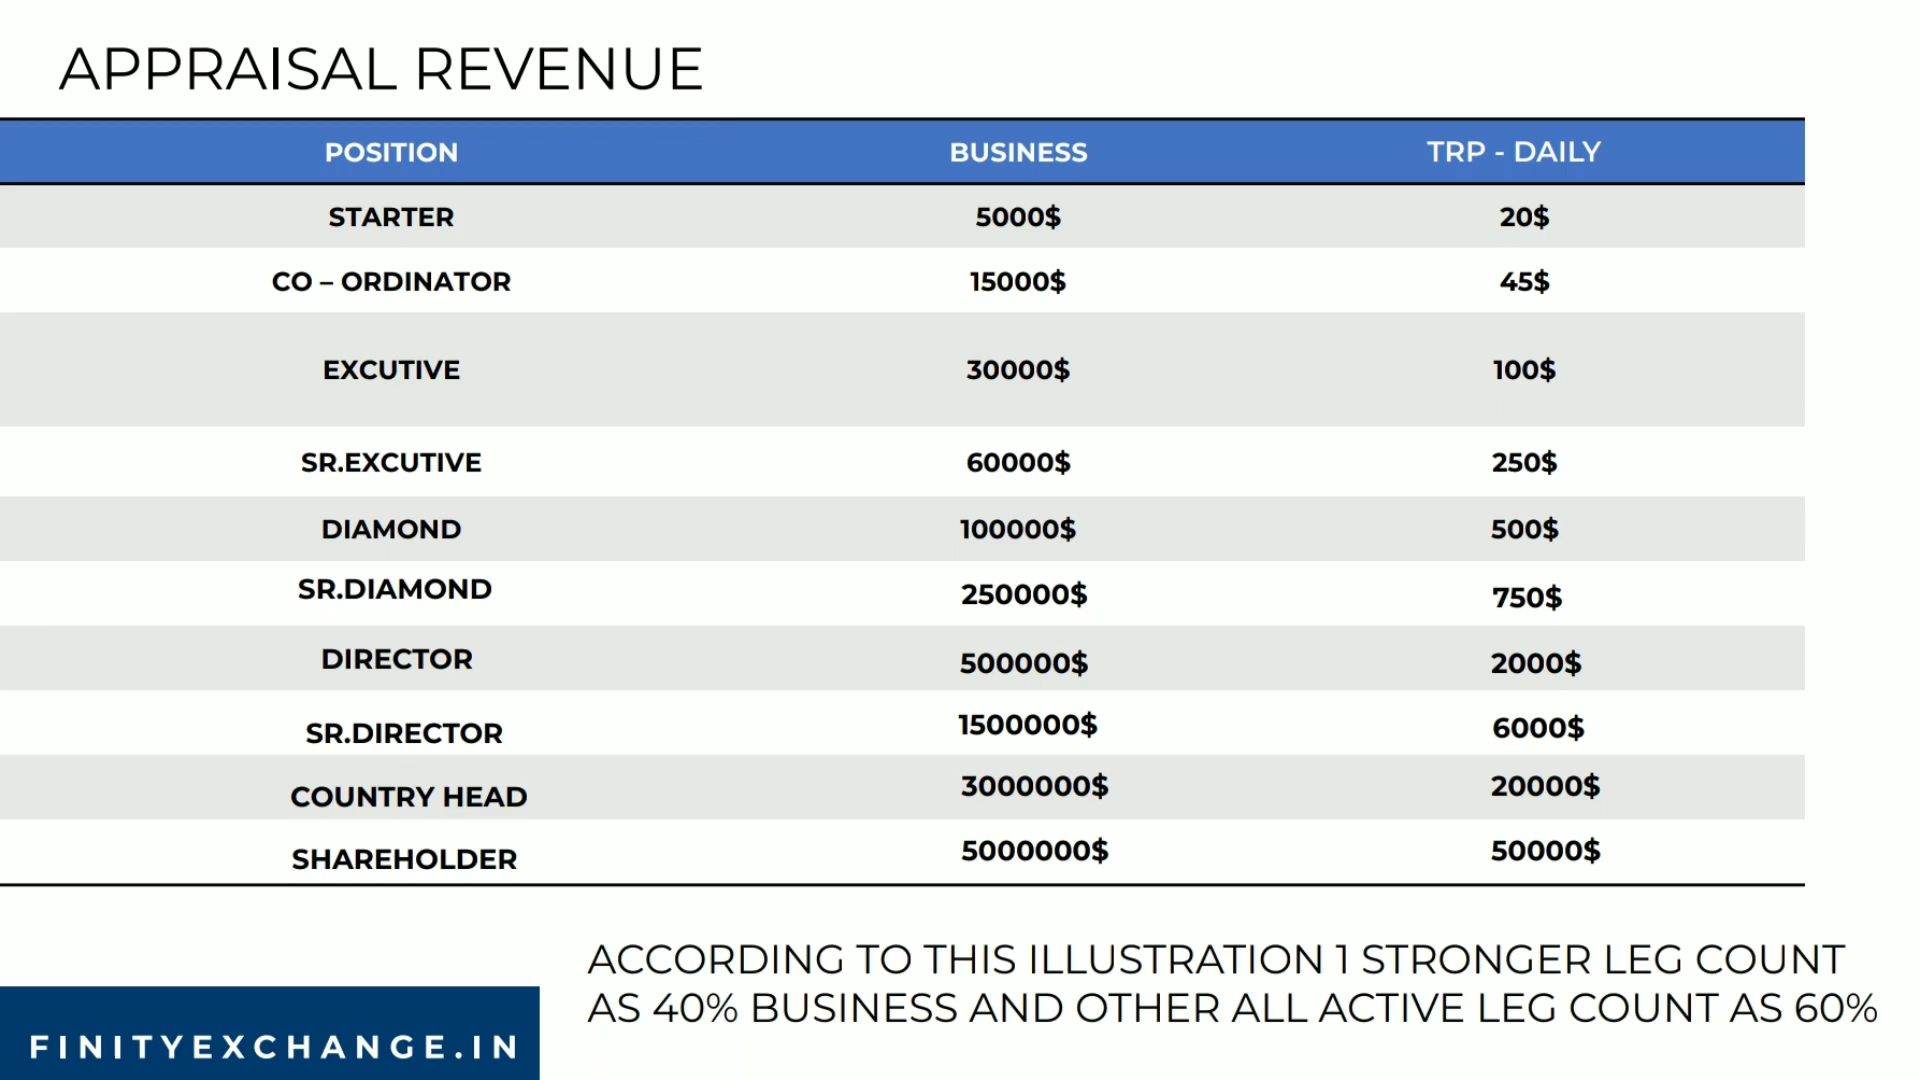 APPRAISAL REVENUE
POSITION BUSINESS TRP - DAILY
STARTER 5000$ 20$
CO – ORDINATOR 15000$ 45$
EXCUTIVE 30000$ 100$
SR.EXCUTIVE 60000$ 250$
DIAMOND 100000$ 500$
SR.DIAMOND 250000$ 750$
DIRECTOR 500000$ 2000$
SR.DIRECTOR 1500000$ 6000$
COUNTRY HEAD 3000000$ 20000$
SHAREHOLDER 5000000$ 50000$
ACCORDING TO THIS ILLUSTRATION 1 STRONGER LEG COUNT
AS 40% BUSINESS AND OTHER ALL ACTIVE LEG COUNT AS 60%
FINITYEXCHANGE.IN